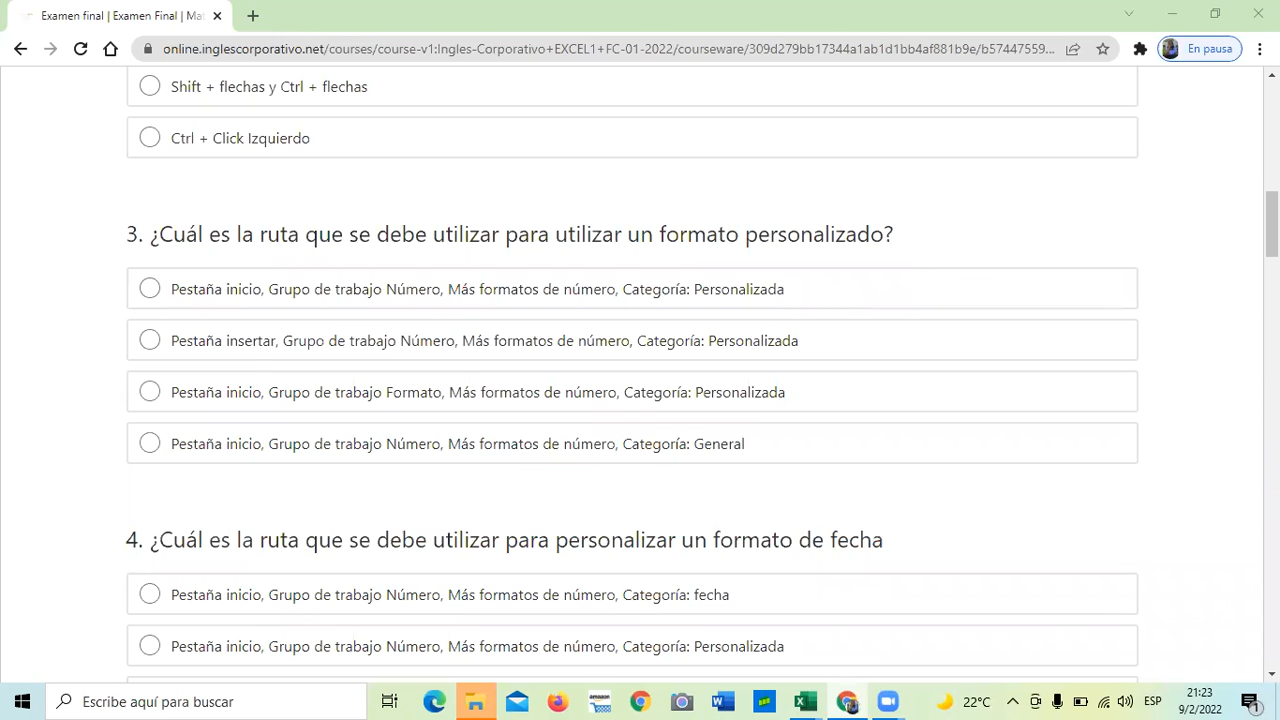 Examen final | Examen Final | Ma
online.inglescorporativo.net/courses/course-v1:Ingles-Corporativo+EXCEL1+FC-01-2022/courseware/309d279bb17344a1ab1d1bb4af881b9e/b57447559...
En pausa
Shift + flechas y Ctrl + flechas
Ctrl + Click Izquierdo
3. ¿Cuál es la ruta que se debe utilizar para utilizar un formato personalizado?
Pestaña inicio, Grupo de trabajo Número, Más formatos de número, Categoría: Personalizada
Pestaña insertar, Grupo de trabajo Número, Más formatos de número, Categoría: Personalizada
Pestaña inicio, Grupo de trabajo Formato, Más formatos de número, Categoría: Personalizada
Pestaña inicio, Grupo de trabajo Número, Más formatos de número, Categoría: General
4. ¿Cuál es la ruta que se debe utilizar para personalizar un formato de fecha
Pestaña inicio, Grupo de trabajo Número, Más formatos de número, Categoría: fecha
Pestaña inicio, Grupo de trabajo Número, Más formatos de número, Categoría: Personalizada
Escribe aquí para buscar
amazon
22°C
ESP
21:23
9/2/2022
1